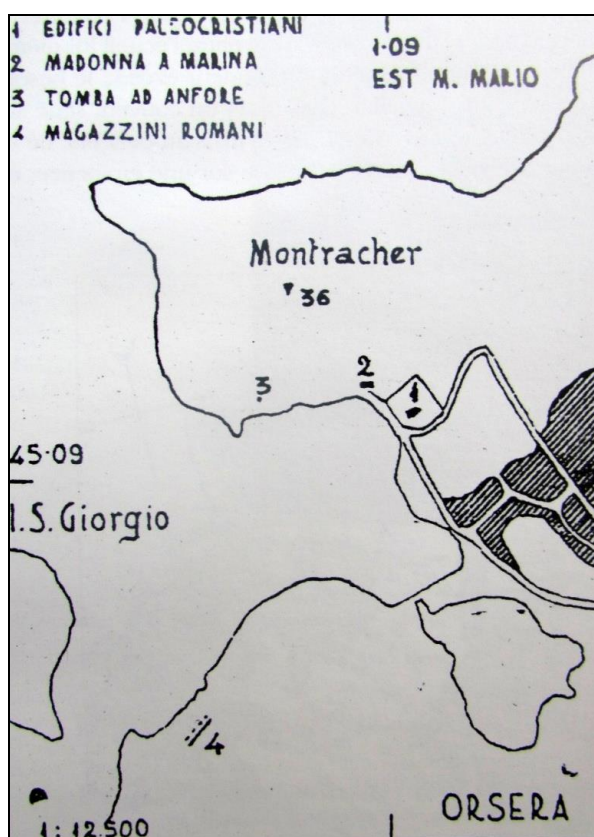 1 EDIFICI PALEOCRISTIANI
2 MADONNA A MARINA
3 TOMBA AD ANFORE
4 MAGAZZINI ROMANI
1·09
EST M. MARIO
Montracher
36
2
1
3
45·09
I.S. Giorgio
4
1:12.500
ORSERA